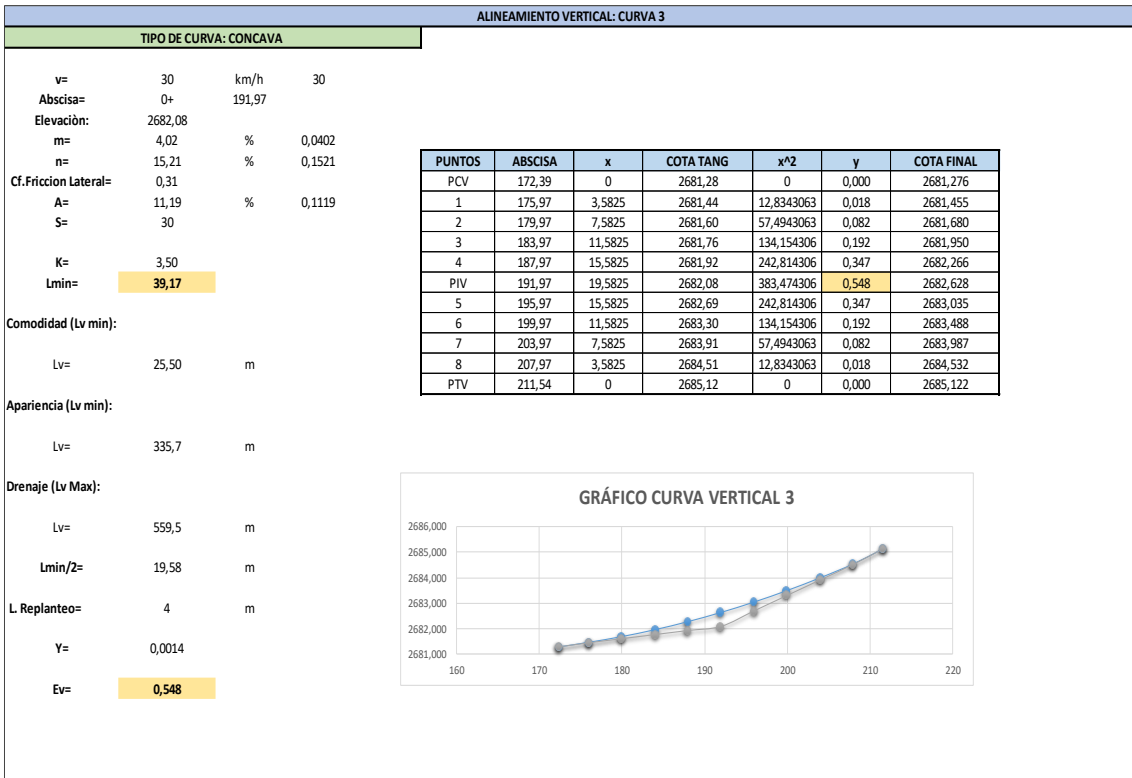 ALINEAMIENTO VERTICAL: CURVA 3
TIPO DE CURVA: CONCAVA
v= 30 km/h 30
Abscisa= 0+ 191,97
Elevaciòn: 2682,08
m= 4,02 % 0,0402
n= 15,21 % 0,1521
Cf.Friccion Lateral= 0,31
A= 11,19 % 0,1119
S= 30
K= 3,50
Lmin= 39,17
Comodidad (Lv min):
Lv= 25,50 m
Apariencia (Lv min):
Lv= 335,7 m
Drenaje (Lv Max):
Lv= 559,5 m
Lmin/2= 19,58 m
L. Replanteo= 4 m
Y= 0,0014
Ev= 0,548
PUNTOS ABSCISA x COTA TANG x^2 y COTA FINAL
PCV 172,39 0 2681,28 0 0,000 2681,276
1 175,97 3,5825 2681,44 12,8343063 0,018 2681,455
2 179,97 7,5825 2681,60 57,4943063 0,082 2681,680
3 183,97 11,5825 2681,76 134,154306 0,192 2681,950
4 187,97 15,5825 2681,92 242,814306 0,347 2682,266
PIV 191,97 19,5825 2682,08 383,474306 0,548 2682,628
5 195,97 15,5825 2682,69 242,814306 0,347 2683,035
6 199,97 11,5825 2683,30 134,154306 0,192 2683,488
7 203,97 7,5825 2683,91 57,4943063 0,082 2683,987
8 207,97 3,5825 2684,51 12,8343063 0,018 2684,532
PTV 211,54 0 2685,12 0 0,000 2685,122
GRÁFICO CURVA VERTICAL 3
2686,000
2685,000
2684,000
2683,000
2682,000
2681,000
160 170 180 190 200 210 220